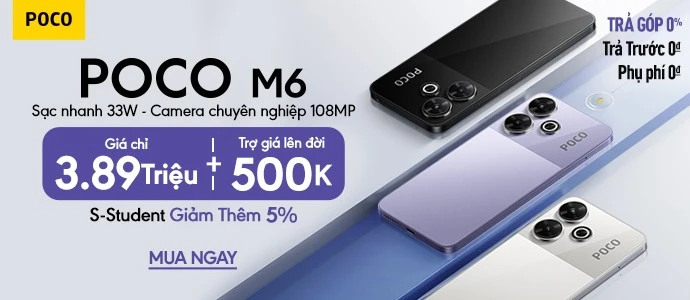 POCO
POCO M6
Sạc nhanh 33W - Camera chuyên nghiệp 108MP
Giá chỉ
3.89Triệu
+
Trợ giá lên đời
500K
S-Student Giảm Thêm 5%
MUA NGAY
TRẢ GÓP 0%
Trả Trước 0đ
Phụ phí 0đ
POCO
POCO
POCO